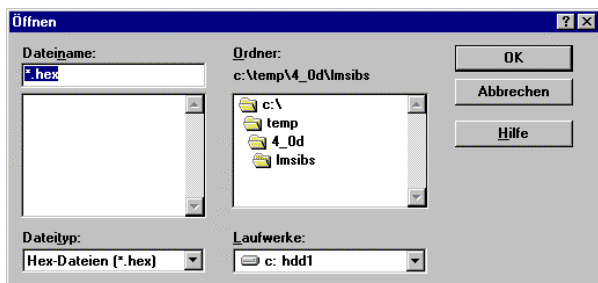 Öffnen
Dateiname:
*.hex
Ordner:
c:\temp\4_0d\lmsibs
c:\
temp
4_0d
lmsibs
OK
Abbrechen
Hilfe
Dateityp:
Hex-Dateien (*.hex)
Laufwerke:
c: hdd1